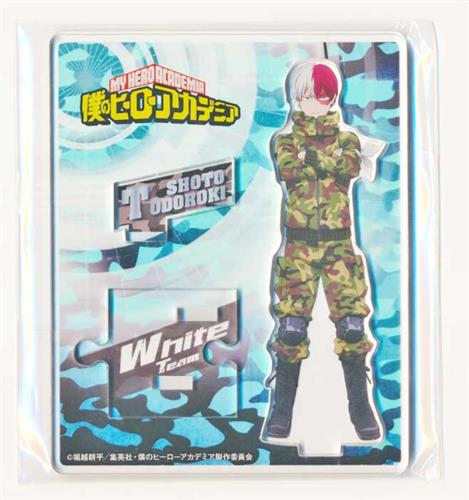 MY HERO ACADEMIA
僕のヒーローアカデミア
SHOTO
TODOROKI
White
Team
©堀越耕平／集英社・僕のヒーローアカデミア製作委員会